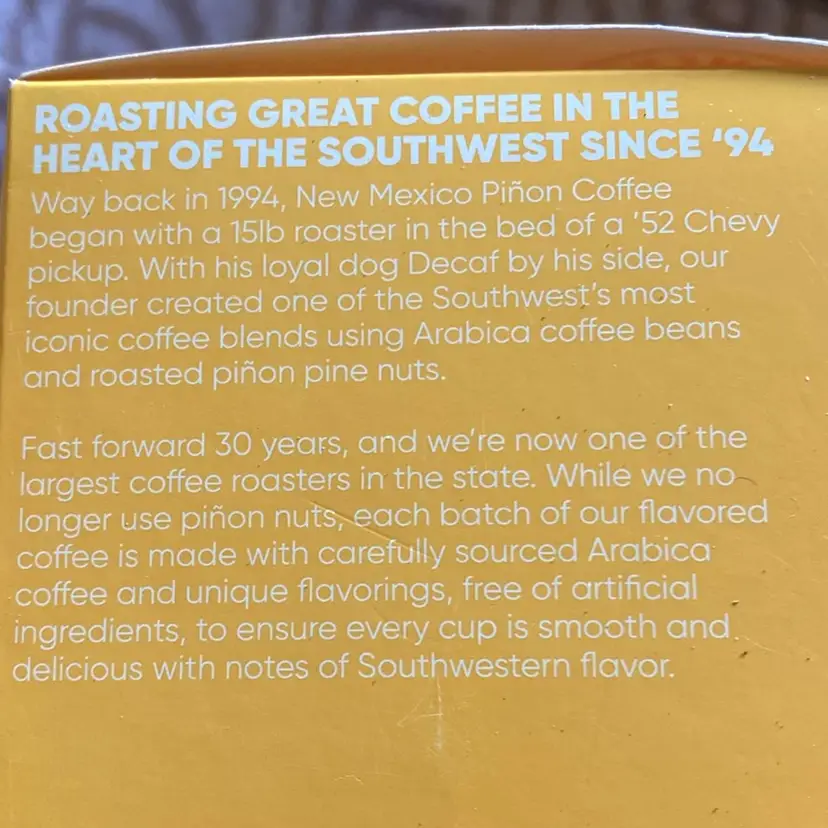 ROASTING GREAT COFFEE IN THE
HEART OF THE SOUTHWEST SINCE ‘94
Way back in 1994, New Mexico Piñon Coffee
began with a 15lb roaster in the bed of a ’52 Chevy
pickup. With his loyal dog Decaf by his side, our
founder created one of the Southwest’s most
iconic coffee blends using Arabica coffee beans
and roasted piñon pine nuts.
Fast forward 30 years, and we’re now one of the
largest coffee roasters in the state. While we no
longer use piñon nuts, each batch of our flavored
coffee is made with carefully sourced Arabica
coffee and unique flavorings, free of artificial
ingredients, to ensure every cup is smooth and
delicious with notes of Southwestern flavor.